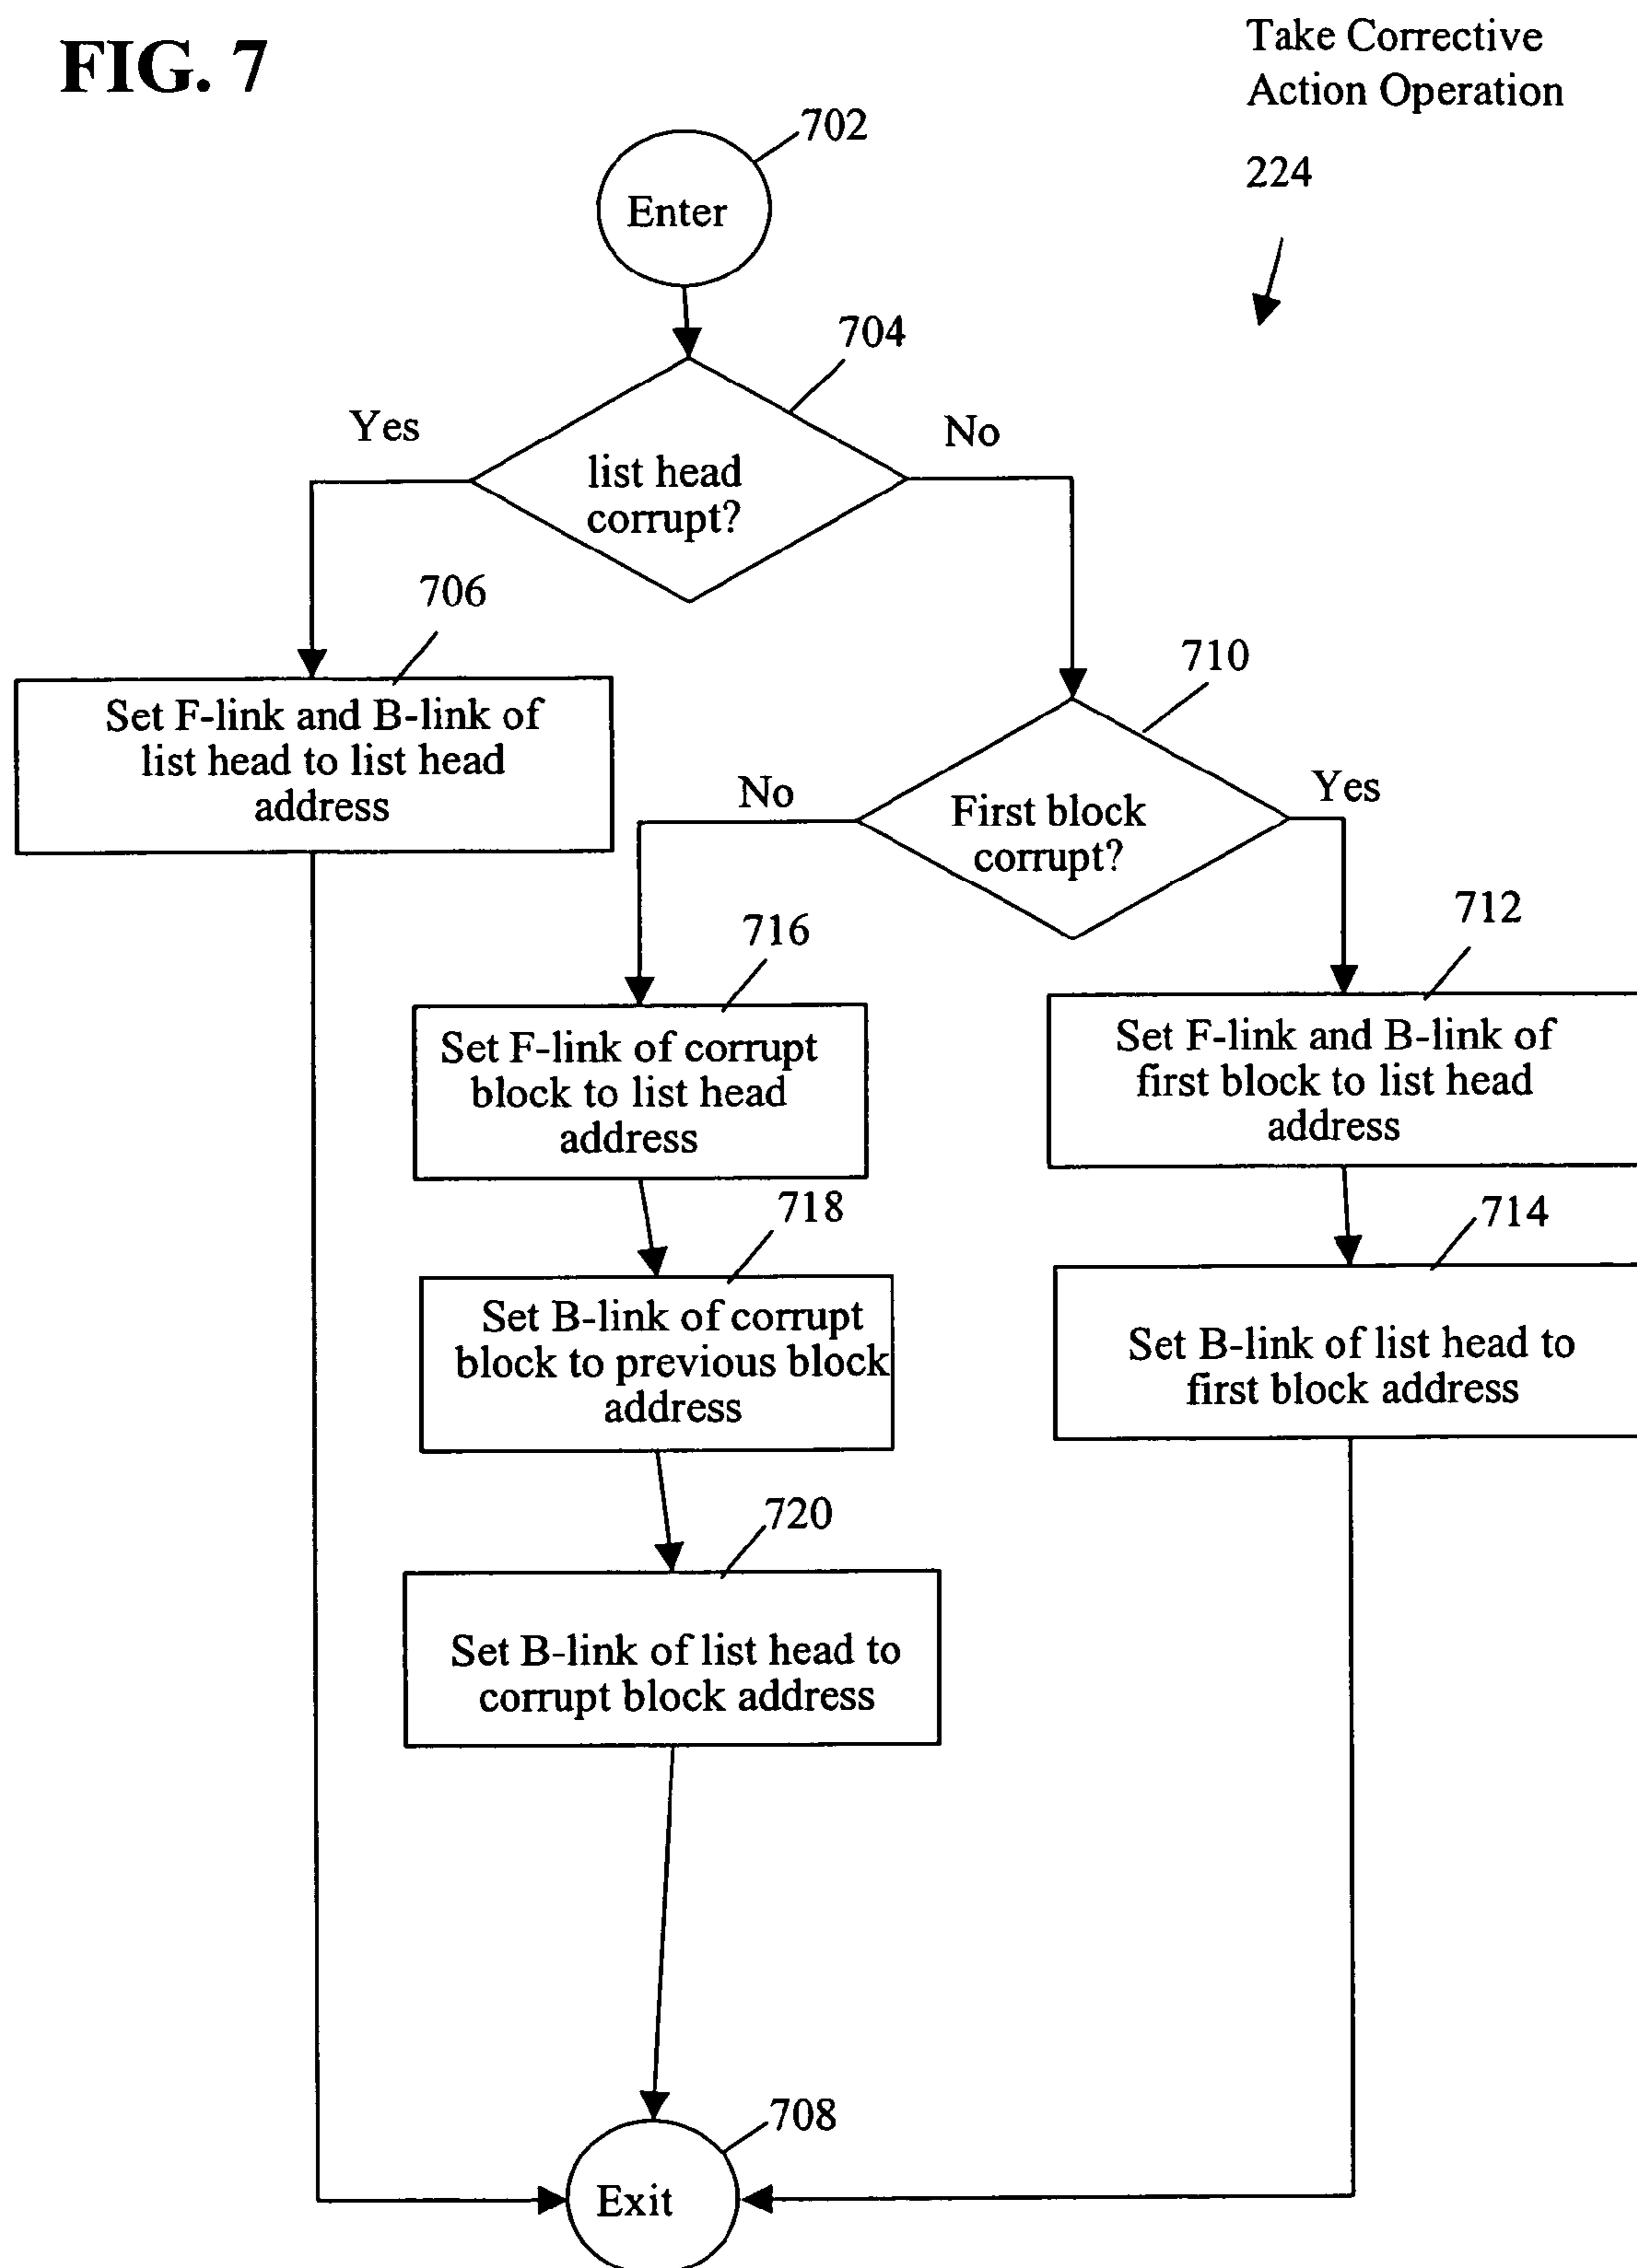 FIG. 7
Take Corrective
Action Operation
224
702
Enter
704
Yes
No
list head
corrupt?
706
Set F-link and B-link of
list head to list head
address
710
No
Yes
First block
corrupt?
716
712
Set F-link of corrupt
block to list head
address
Set F-link and B-link of
first block to list head
address
718
714
Set B-link of corrupt
block to previous block
address
Set B-link of list head to
first block address
720
Set B-link of list head to
corrupt block address
708
Exit